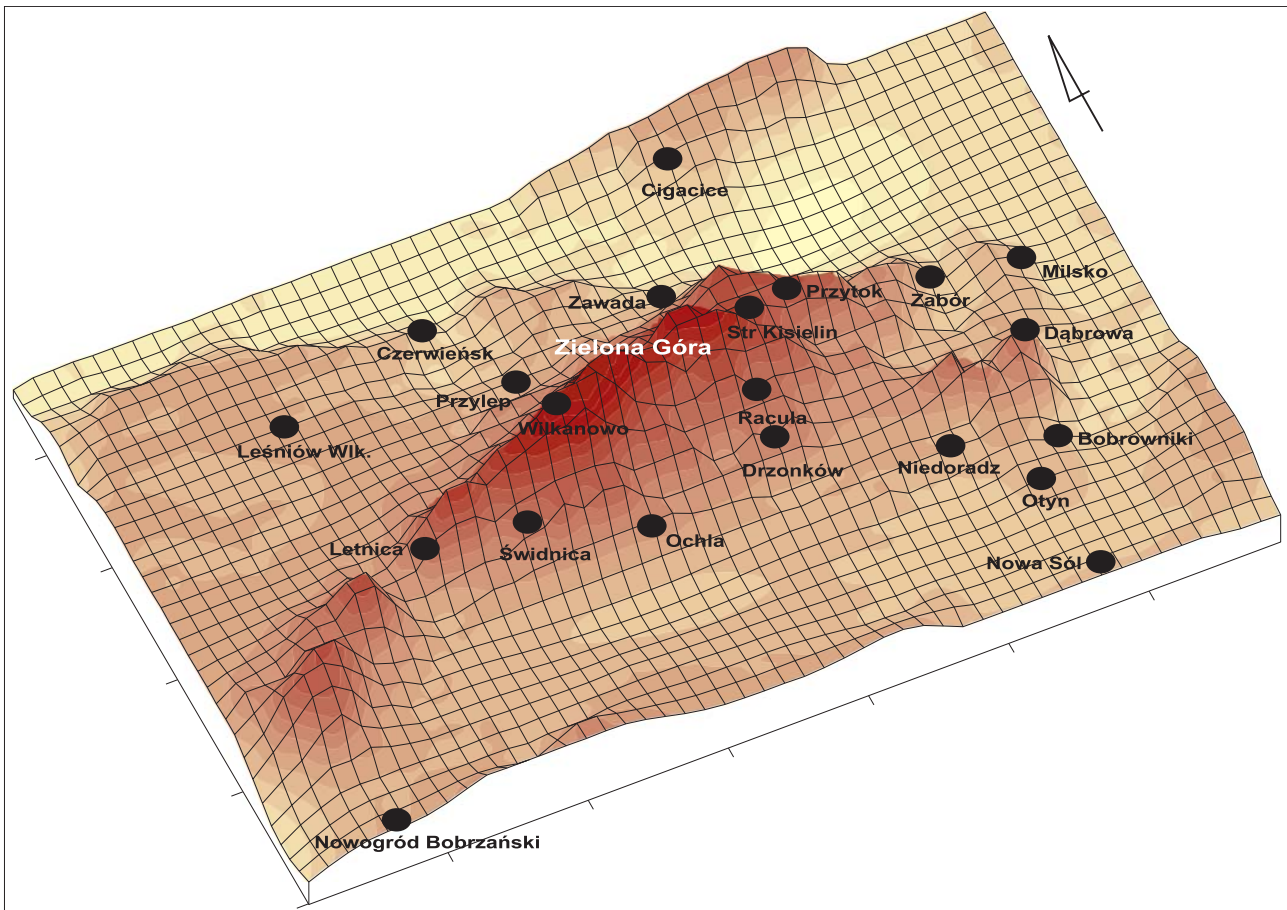 Cigacice
Milsko
Zabór
Przytok
Zawada
Str Kisielin
Dąbrowa
Zielona Góra
Czerwieńsk
Przylep
Racula
Wilkanowo
Bobrowniki
Leśniów Wlk.
Niedoradz
Drzonków
Otyn
Ochla
Letnica
Świdnica
Nowa Sól
Nowogród Bobrzański